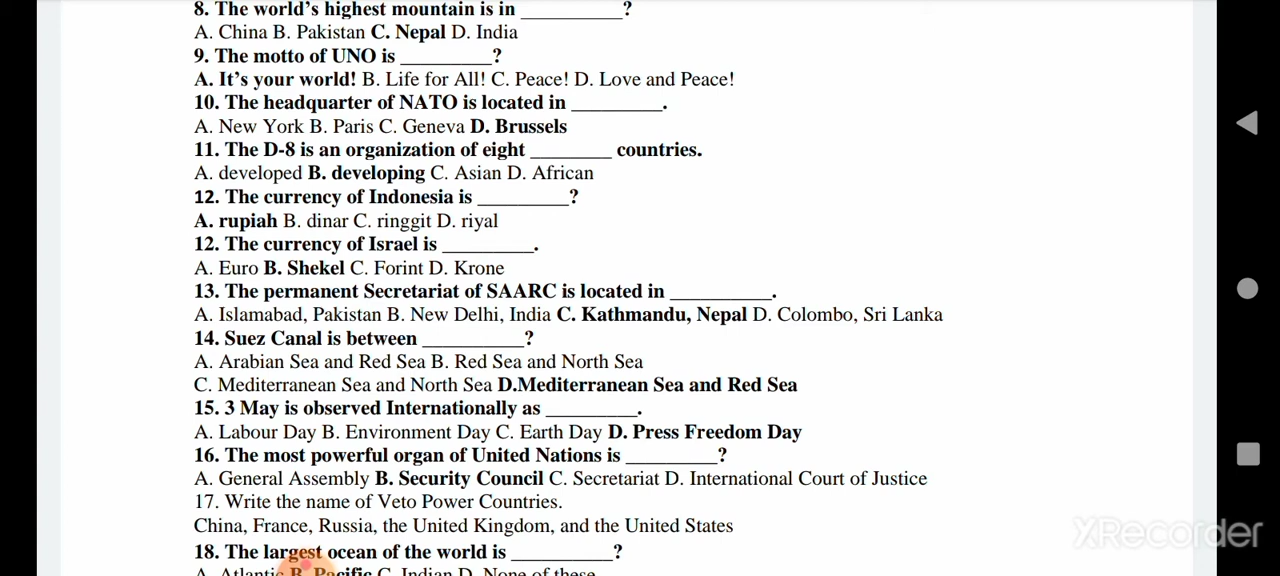 8. The world's highest mountain is in ___________?
A. China B. Pakistan C. Nepal D. India
9. The motto of UNO is __________?
A. It's your world! B. Life for All! C. Peace! D. Love and Peace!
10. The headquarter of NATO is located in __________.
A. New York B. Paris C. Geneva D. Brussels
11. The D-8 is an organization of eight _________ countries.
A. developed B. developing C. Asian D. African
12. The currency of Indonesia is __________?
A. rupiah B. dinar C. ringgit D. riyal
12. The currency of Israel is __________.
A. Euro B. Shekel C. Forint D. Krone
13. The permanent Secretariat of SAARC is located in ___________.
A. Islamabad, Pakistan B. New Delhi, India C. Kathmandu, Nepal D. Colombo, Sri Lanka
14. Suez Canal is between ___________?
A. Arabian Sea and Red Sea B. Red Sea and North Sea
C. Mediterranean Sea and North Sea D.Mediterranean Sea and Red Sea
15. 3 May is observed Internationally as __________.
A. Labour Day B. Environment Day C. Earth Day D. Press Freedom Day
16. The most powerful organ of United Nations is __________?
A. General Assembly B. Security Council C. Secretariat D. International Court of Justice
17. Write the name of Veto Power Countries.
China, France, Russia, the United Kingdom, and the United States
18. The largest ocean of the world is ___________?
A. Atlantic B. Pacific C. Indian D. None of these
XRecorder